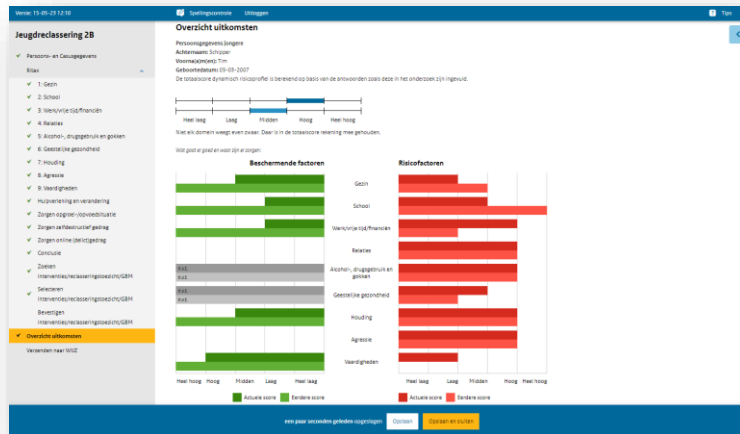 Versie: 15-05-23 12:10
Spellingscontrole
Uitloggen
Tips
Jeugdreclassering 2B
Persoons- en Casusgegevens
Ritax
1: Gezin
2: School
3: Werk/vrije tijd/financiën
4: Relaties
5: Alcohol-, drugsgebruik en gokken
6: Geestelijke gezondheid
7: Houding
8: Agressie
9: Vaardigheden
Hulpverlening en verandering
Zorgen opgroei-/opvoedsituatie
Zorgen zelfdestructief gedrag
Zorgen online (delict)gedrag
Conclusie
Zoeken
interventies/reclasseringstoezicht/GBM
Selecteren
interventies/reclasseringstoezicht/GBM
Bevestigen
interventies/reclasseringstoezicht/GBM
Overzicht uitkomsten
Verzenden naar
Overzicht uitkomsten
Persoonsgegevens jongere
Achternaam: Schipper
Voorna(a)m(en): Tim
Geboortedatum: 05-05-2007
De totaalscore dynamisch risicoprofiel is berekend op basis van de antwoorden zoals deze in het onderzoek zijn ingevuld.
Heel laag Laag Midden Hoog Heel hoog
Niet elk domein weegt even zwaar. Daar is in de totaalscore rekening mee gehouden.
Wat gaat er goed en waar zijn er zorgen
Beschermende factoren
Risicofactoren
Gezin
School
Werk/vrije tijd/financiën
Relaties
Alcohol-, drugsgebruik en
gokken
Geestelijke gezondheid
Houding
Agressie
Vaardigheden
n.v.t.
n.v.t.
n.v.t.
n.v.t.
Heel hoog Hoog Midden Laag Heel laag
Heel laag Laag Midden Hoog Heel hoog
Actuele score Eerdere score
Actuele score Eerdere score
een paar seconden geleden opgeslagen
Opslaan
Opslaan en sluiten